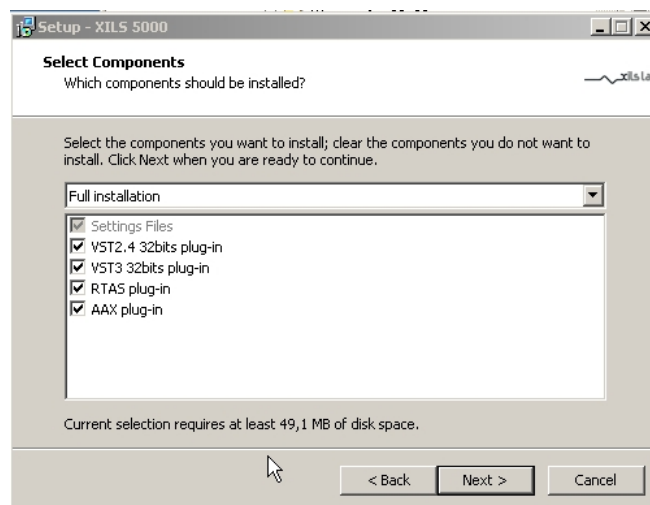 Setup - XILS 5000
Select Components
Which components should be installed?
xils la
Select the components you want to install; clear the components you do not want to
install. Click Next when you are ready to continue.
Full installation
Settings Files
VST2.4 32bits plug-in
VST3 32bits plug-in
RTAS plug-in
AAX plug-in
Current selection requires at least 49,1 MB of disk space.
< Back
Next >
Cancel